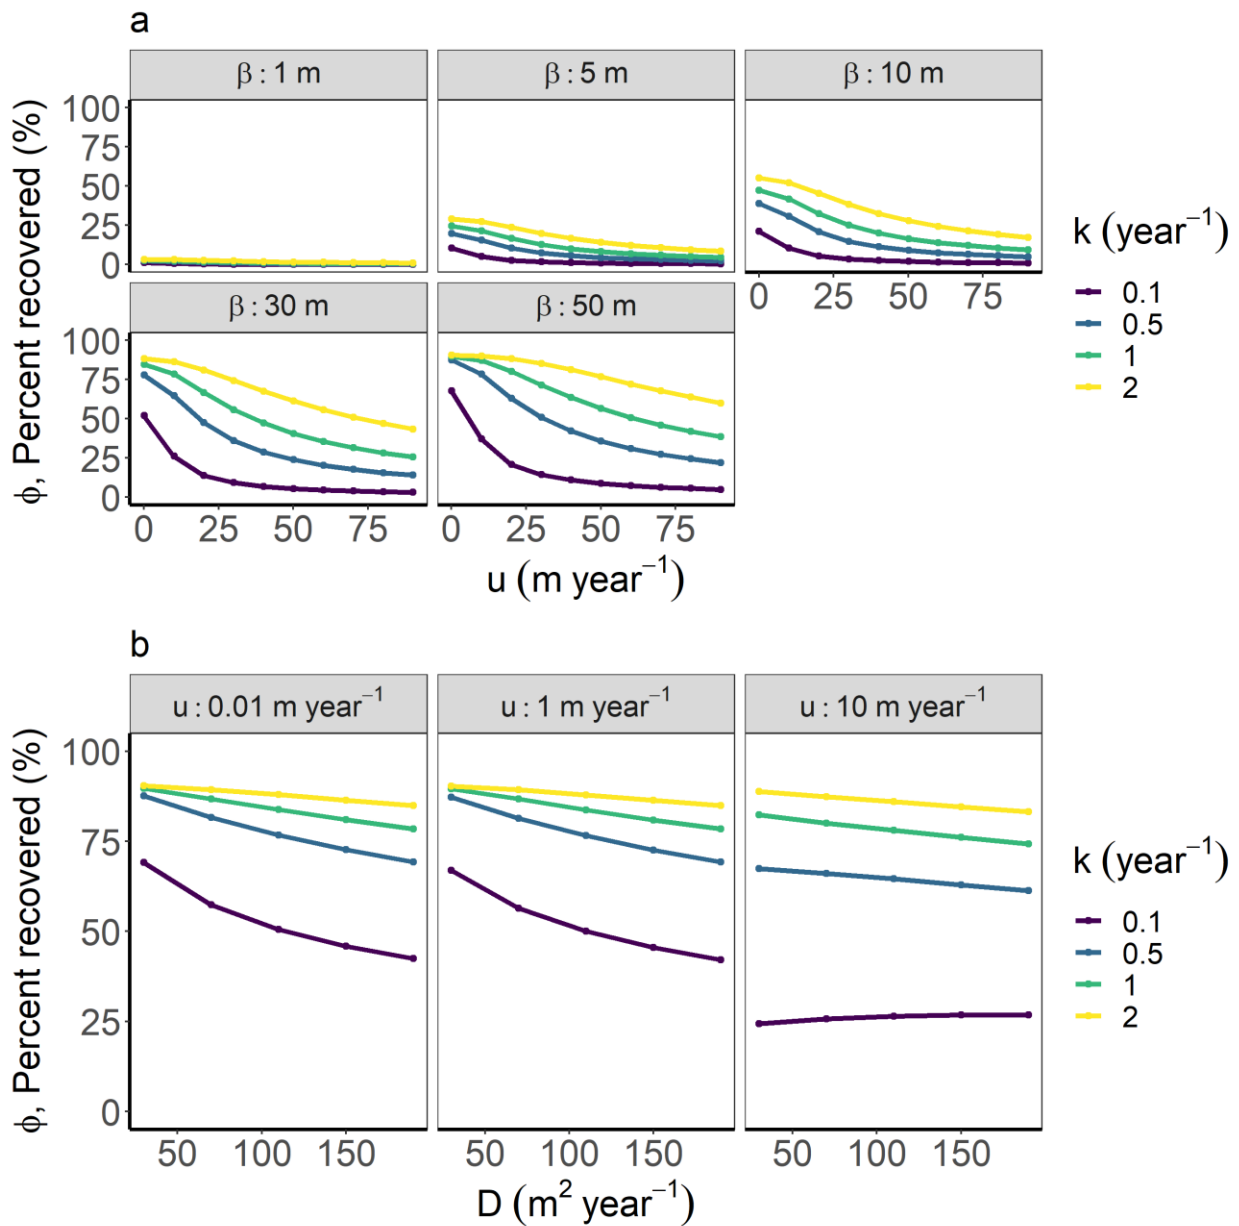 a
β : 1 m
β : 5 m
β : 10 m
100
75
50
25
0
k (year⁻¹)
0.1
0.5
1
2
0 25 50 75
β : 30 m
β : 50 m
100
75
50
25
0
0 25 50 75
0 25 50 75
ϕ, Percent recovered (%)
u (m year⁻¹)
b
u : 0.01 m year⁻¹
u : 1 m year⁻¹
u : 10 m year⁻¹
100
75
50
25
0
ϕ, Percent recovered (%)
k (year⁻¹)
0.1
0.5
1
2
50 100 150
50 100 150
50 100 150
D (m² year⁻¹)